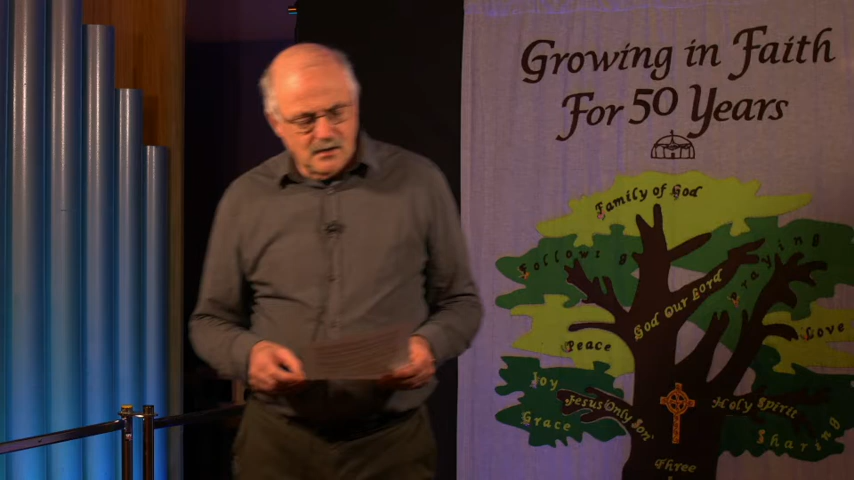 Growing in Faith
For 50 Years
Family of God
Following
Praying
God Our Lord
Love
Peace
Joy
Jesus Only Son
Holy Spirit
Grace
Sharing
Three